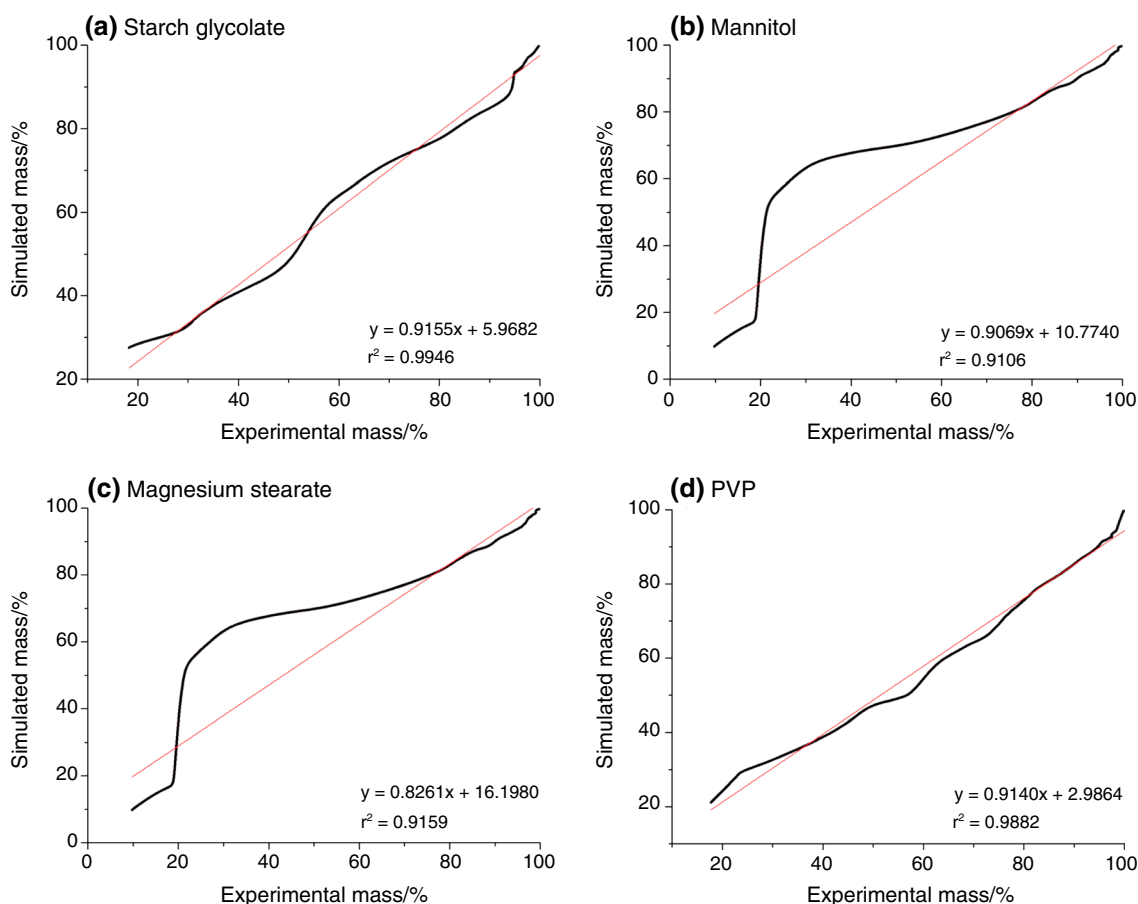 (a) Starch glycolate
100
80
60
40
20
20 40 60 80 100
Simulated mass/%
Experimental mass/%
y = 0.9155x + 5.9682
r² = 0.9946
(b) Mannitol
100
80
60
40
20
0
0 20 40 60 80 100
Simulated mass/%
Experimental mass/%
y = 0.9069x + 10.7740
r² = 0.9106
(c) Magnesium stearate
100
80
60
40
20
0
0 20 40 60 80 100
Simulated mass/%
Experimental mass/%
y = 0.8261x + 16.1980
r² = 0.9159
(d) PVP
100
80
60
40
20
20 40 60 80 100
Simulated mass/%
Experimental mass/%
y = 0.9140x + 2.9864
r² = 0.9882